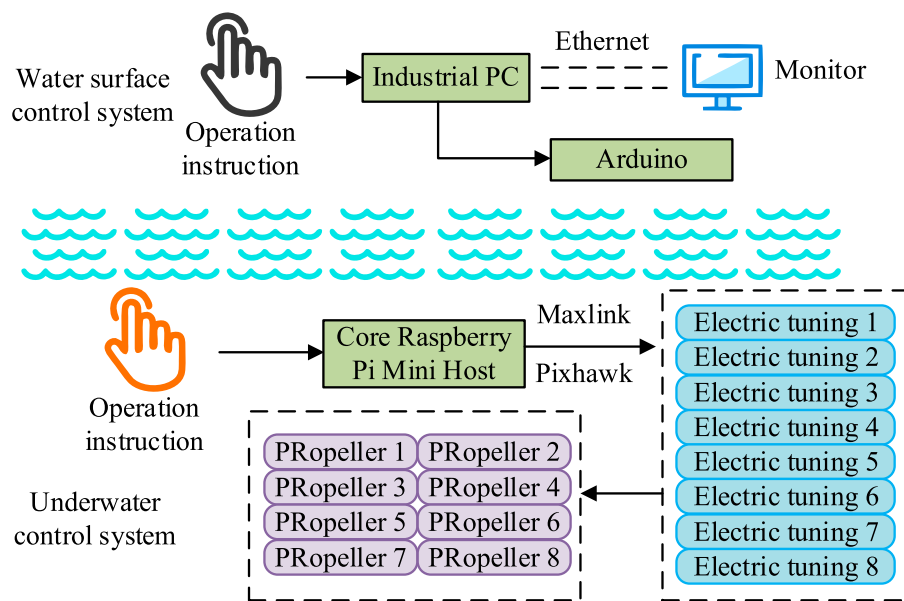 Water surface
control system
Operation
instruction
Industrial PC
Ethernet
Monitor
Arduino
Operation
instruction
Core Raspberry
Pi Mini Host
Maxlink
Pixhawk
Electric tuning 1
Electric tuning 2
Electric tuning 3
Electric tuning 4
Electric tuning 5
Electric tuning 6
Electric tuning 7
Electric tuning 8
PRopeller 1
PRopeller 2
PRopeller 3
PRopeller 4
PRopeller 5
PRopeller 6
PRopeller 7
PRopeller 8
Underwater
control system